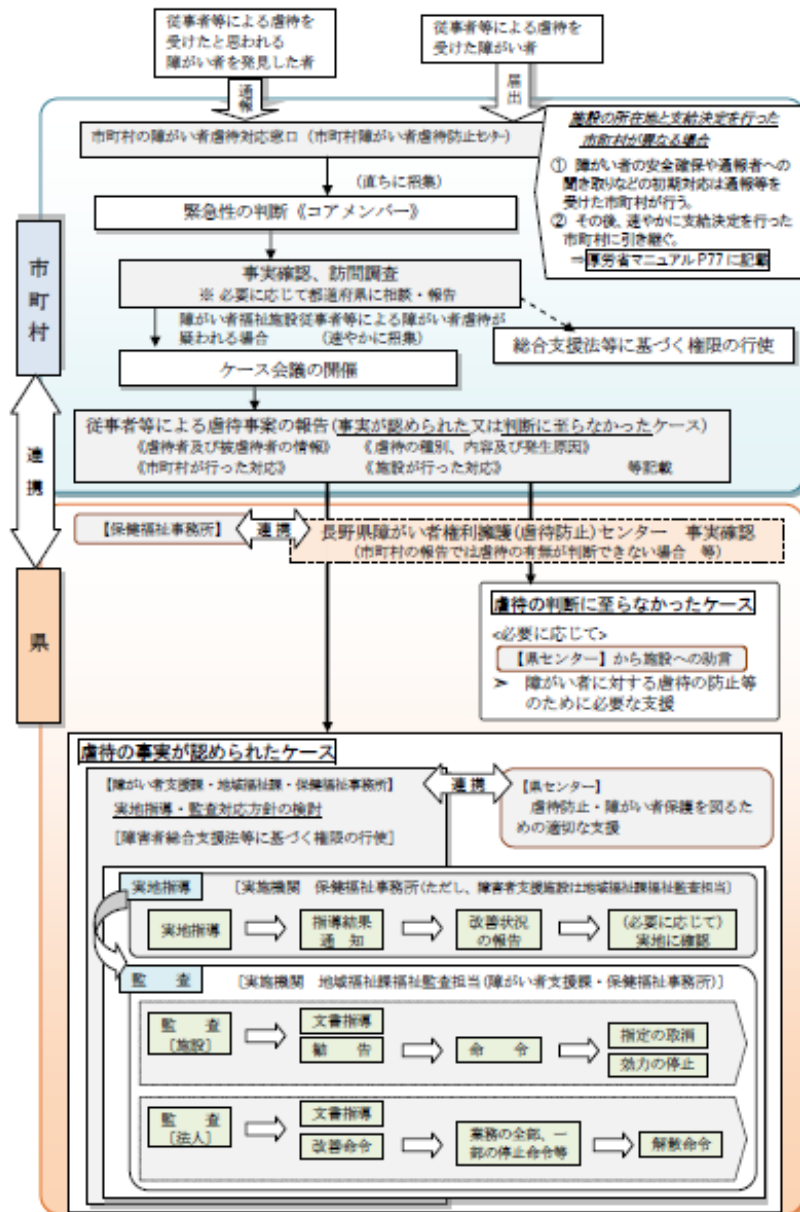 従事者等による虐待を
受けたと思われる
障がい者を発見した者
従事者等による虐待を
受けた障がい者
通報
届出
市町村の障がい者虐待対応窓口（市町村障がい者虐待防止センター）
施設の所在地と支給決定を行った
市町村が異なる場合
① 障がい者の安全確保や通報者への
聞き取りなどの初期対応は通報等を
受けた市町村が行う。
② その後、速やかに支給決定を行った
市町村に引き継ぐ。
⇒厚労省マニュアルP77に記載
（直ちに招集）
緊急性の判断《コアメンバー》
市町村
事実確認、訪問調査
※ 必要に応じて都道府県に相談・報告
障がい者福祉施設従事者等による障がい者虐待が
疑われる場合　（速やかに招集）
総合支援法等に基づく権限の行使
ケース会議の開催
従事者等による虐待事案の報告(事実が認められた又は判断に至らなかったケース)
《虐待者及び被虐待者の情報》　《虐待の種別、内容及び発生原因》
《市町村が行った対応》　《施設が行った対応》　等記載
連携
【保健福祉事務所】
連携
長野県障がい者権利擁護(虐待防止)センター　事実確認
(市町村の報告では虐待の有無が判断できない場合　等)
県
虐待の判断に至らなかったケース
<必要に応じて>
【県センター】から施設への助言
➢ 障がい者に対する虐待の防止等
のために必要な支援
虐待の事実が認められたケース
【障がい者支援課・地域福祉課・保健福祉事務所】
実地指導・監査対応方針の検討
[障害者総合支援法等に基づく権限の行使]
連携
【県センター】
虐待防止・障がい者保護を図るた
めの適切な支援
実地指導
[実施機関　保健福祉事務所(ただし、障害者支援施設は地域福祉課福祉監査担当]
実地指導
指導結果
通　知
改善状況
の報告
(必要に応じて)
実地に確認
監　査
[実施機関　地域福祉課福祉監査担当(障がい者支援課・保健福祉事務所)]
監　査
[施設]
文書指導
勧　告
命　令
指定の取消
効力の停止
監　査
[法人]
文書指導
改善命令
業務の全部、一
部の停止命令等
解散命令